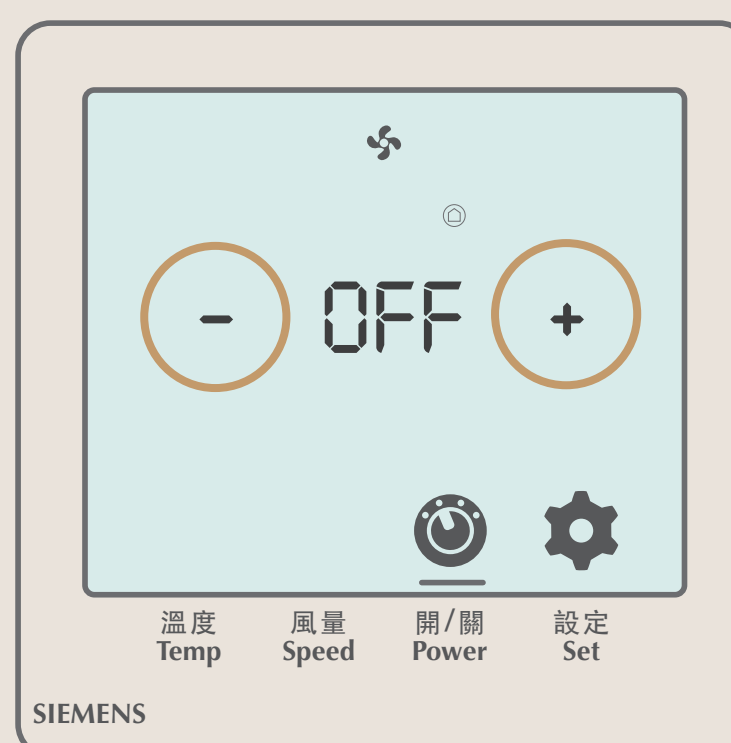 - OFF +
溫度 風量 開/關 設定
Temp Speed Power Set
SIEMENS